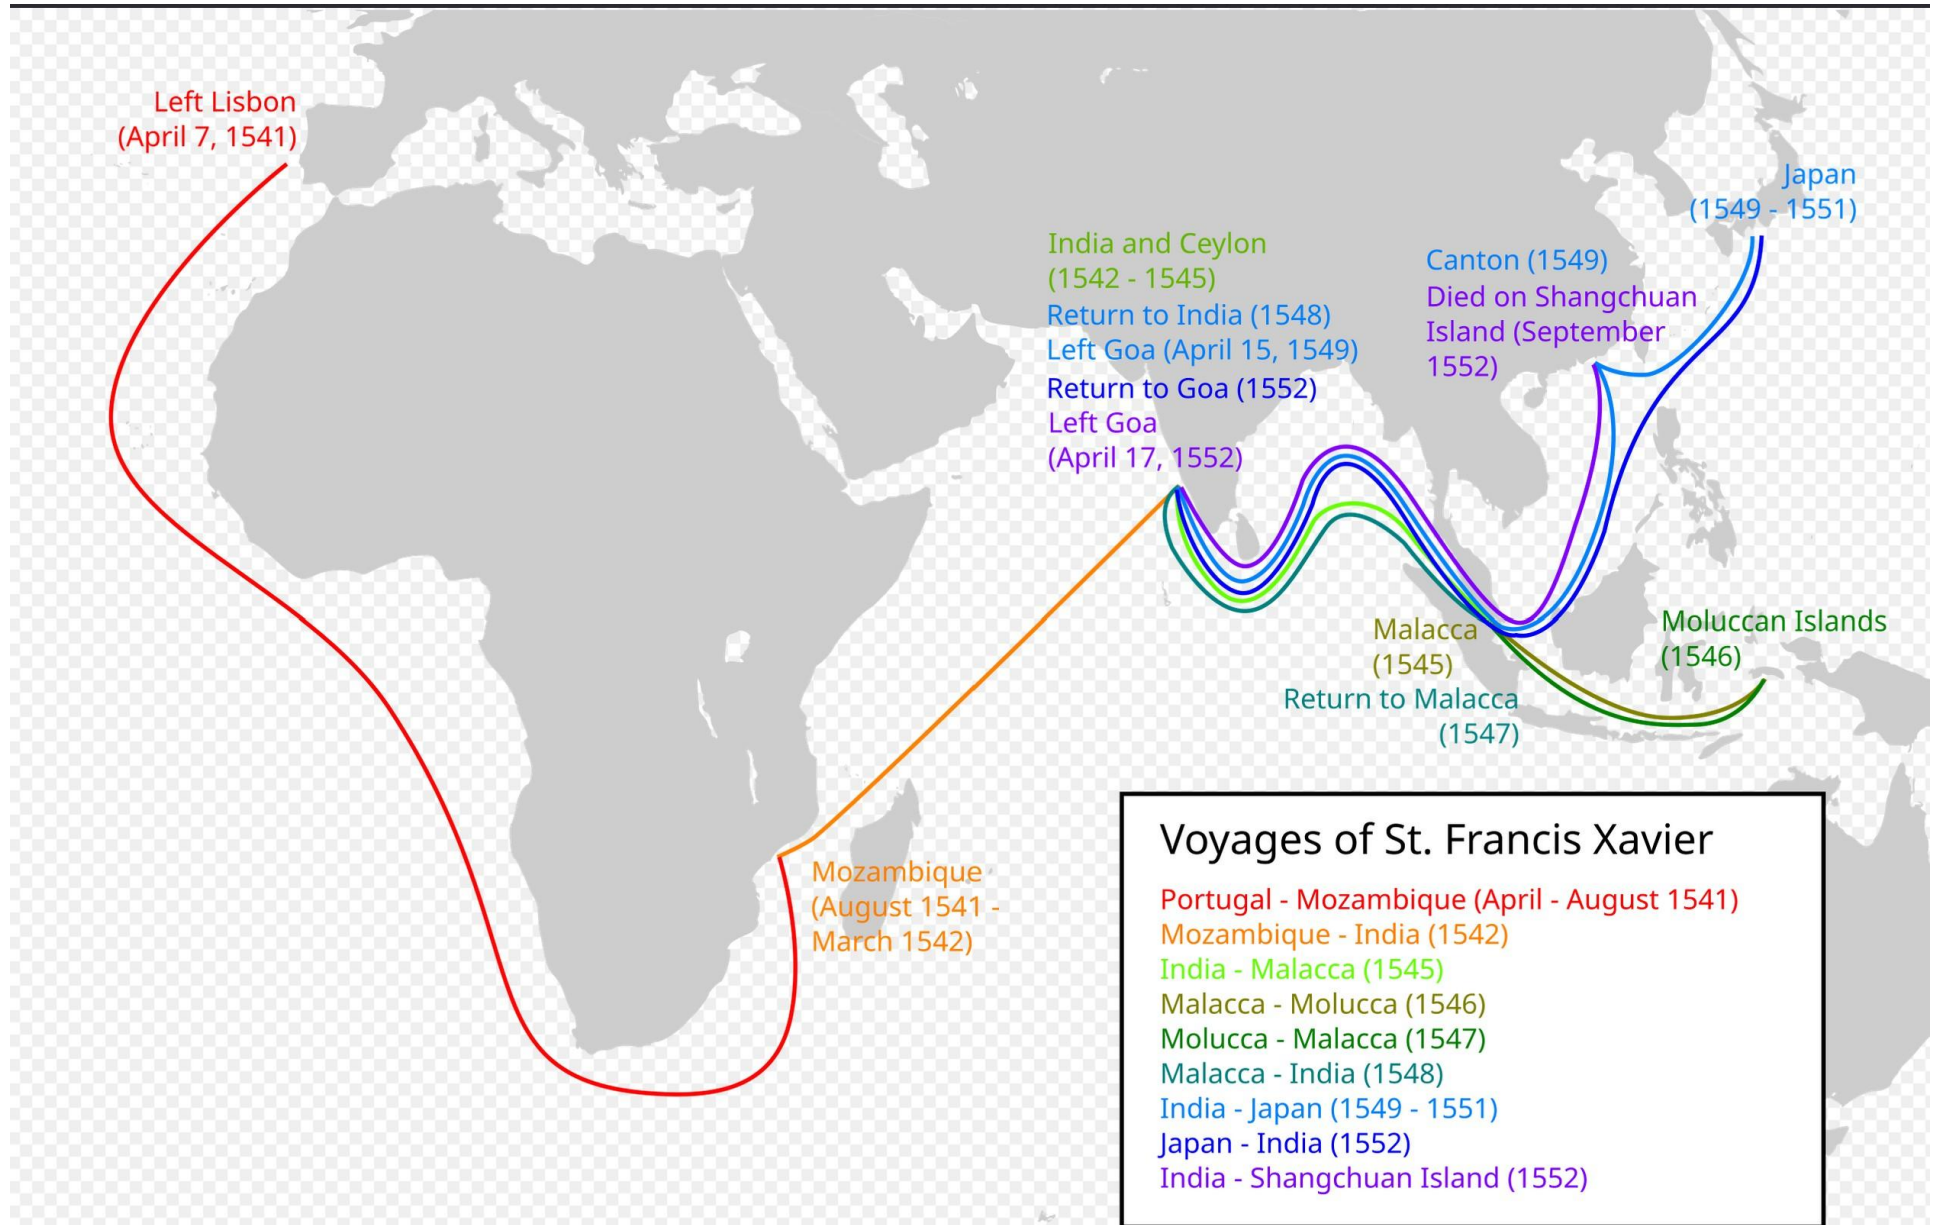 Left Lisbon
(April 7, 1541)
Japan
(1549 - 1551)
India and Ceylon
(1542 - 1545)
Return to India (1548)
Left Goa (April 15, 1549)
Return to Goa (1552)
Left Goa
(April 17, 1552)
Canton (1549)
Died on Shangchuan
Island (September
1552)
Malacca
(1545)
Return to Malacca
(1547)
Moluccan Islands
(1546)
Mozambique
(August 1541 -
March 1542)
Voyages of St. Francis Xavier
Portugal - Mozambique (April - August 1541)
Mozambique - India (1542)
India - Malacca (1545)
Malacca - Molucca (1546)
Molucca - Malacca (1547)
Malacca - India (1548)
India - Japan (1549 - 1551)
Japan - India (1552)
India - Shangchuan Island (1552)